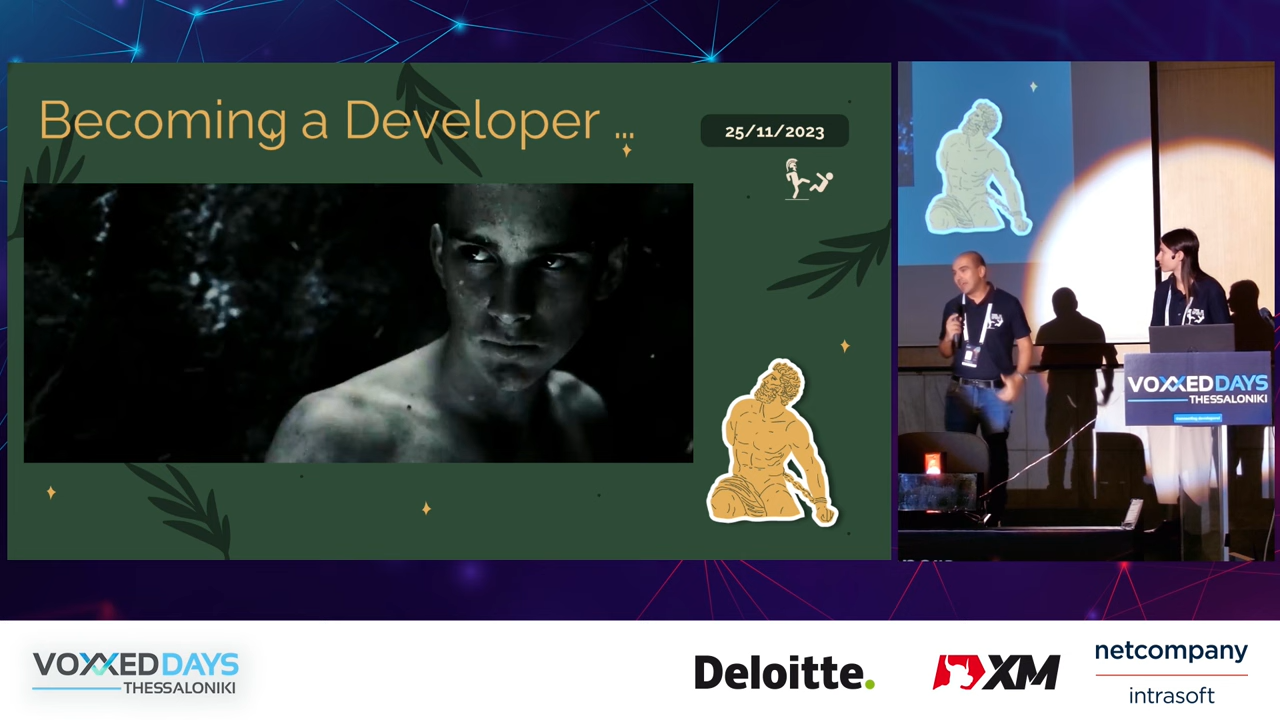 Becoming a Developer ...
25/11/2023
VOXXED DAYS
THESSALONIKI
VOXXED DAYS
THESSALONIKI
Deloitte.
XM
netcompany
intrasoft